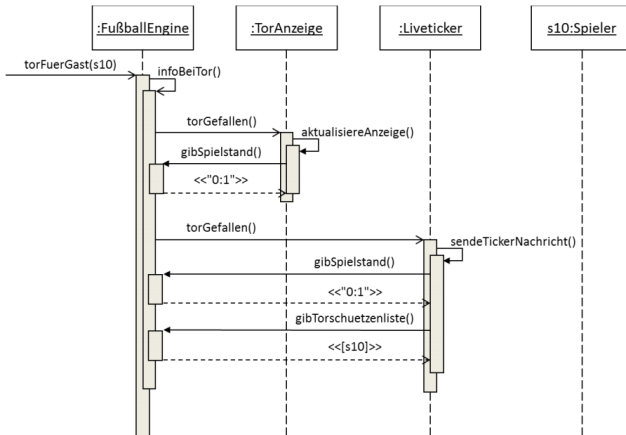 :FußballEngine
:TorAnzeige
:Liveticker
s10:Spieler
torFuerGast(s10)
infoBeiTor()
torGefallen()
aktualisiereAnzeige()
gibSpielstand()
<<"0:1">>
torGefallen()
sendeTickerNachricht()
gibSpielstand()
<<"0:1">>
gibTorschuetzenliste()
<<[s10]>>